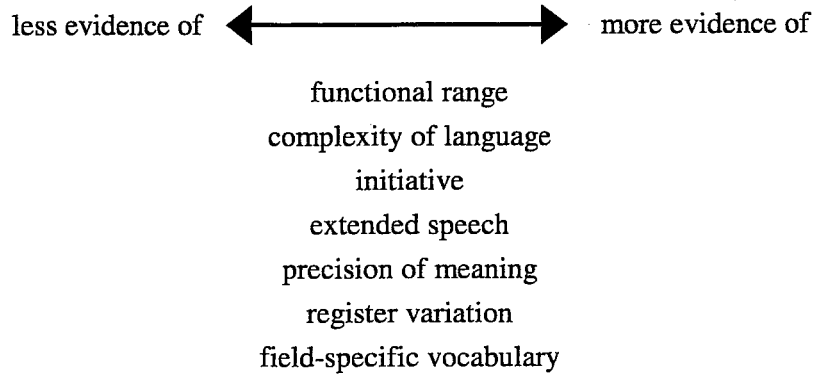 less evidence of more evidence of
functional range
complexity of language
initiative
extended speech
precision of meaning
register variation
field-specific vocabulary